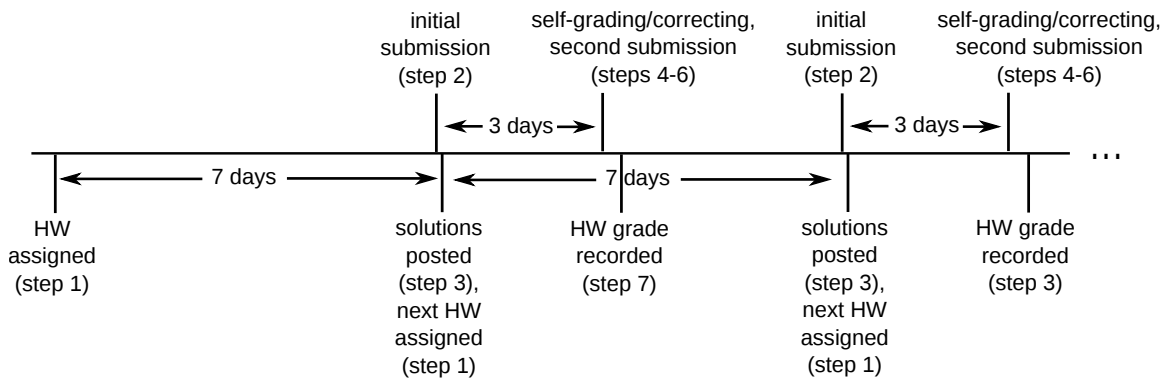 initial
submission
(step 2)
self-grading/correcting,
second submission
(steps 4-6)
initial
submission
(step 2)
self-grading/correcting,
second submission
(steps 4-6)
3 days
3 days
...
7 days
7 days
HW
assigned
(step 1)
solutions
posted
(step 3),
next HW
assigned
(step 1)
HW grade
recorded
(step 7)
solutions
posted
(step 3),
next HW
assigned
(step 1)
HW grade
recorded
(step 3)